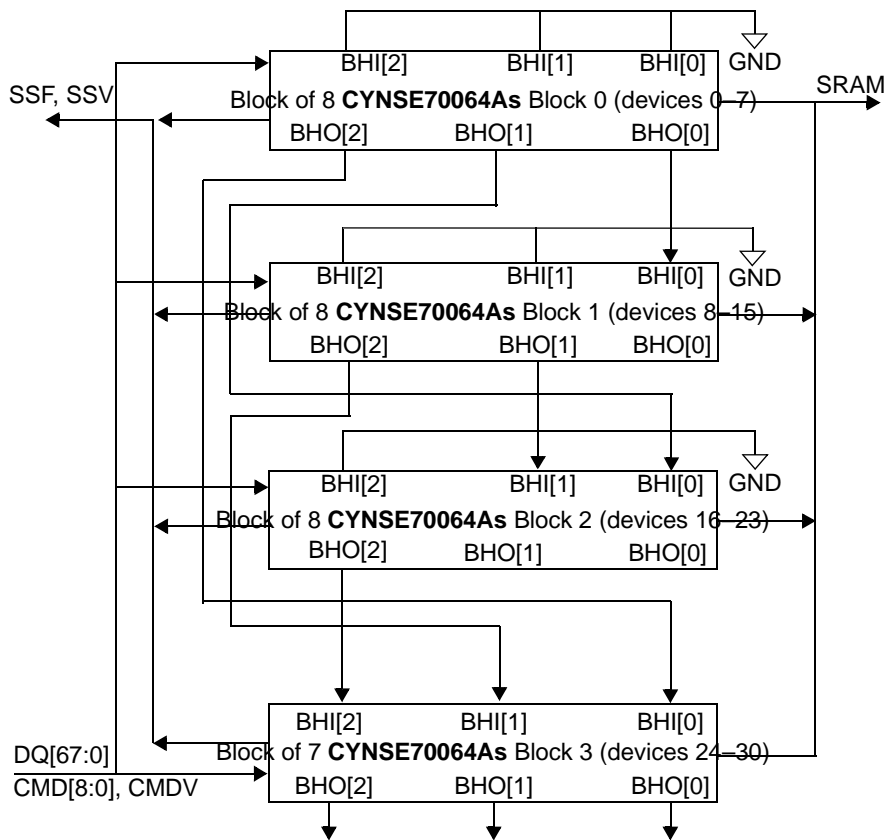 BHI[2] BHI[1] BHI[0] GND
SSF, SSV
SRAM
Block of 8 CYNSE70064As Block 0 (devices 0–7)
BHO[2] BHO[1] BHO[0]
BHI[2] BHI[1] BHI[0] GND
Block of 8 CYNSE70064As Block 1 (devices 8–15)
BHO[2] BHO[1] BHO[0]
BHI[2] BHI[1] BHI[0] GND
Block of 8 CYNSE70064As Block 2 (devices 16–23)
BHO[2] BHO[1] BHO[0]
BHI[2] BHI[1] BHI[0]
DQ[67:0]
Block of 7 CYNSE70064As Block 3 (devices 24–30)
CMD[8:0], CMDV
BHO[2] BHO[1] BHO[0]